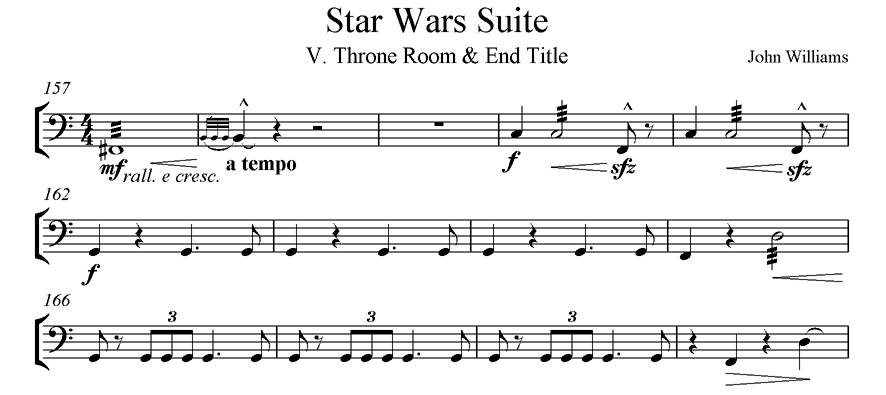 Star Wars Suite
V. Throne Room & End Title
John Williams
157
4
4
mf rall. e cresc. a tempo f sfz sfz
162
f
166
3 3 3